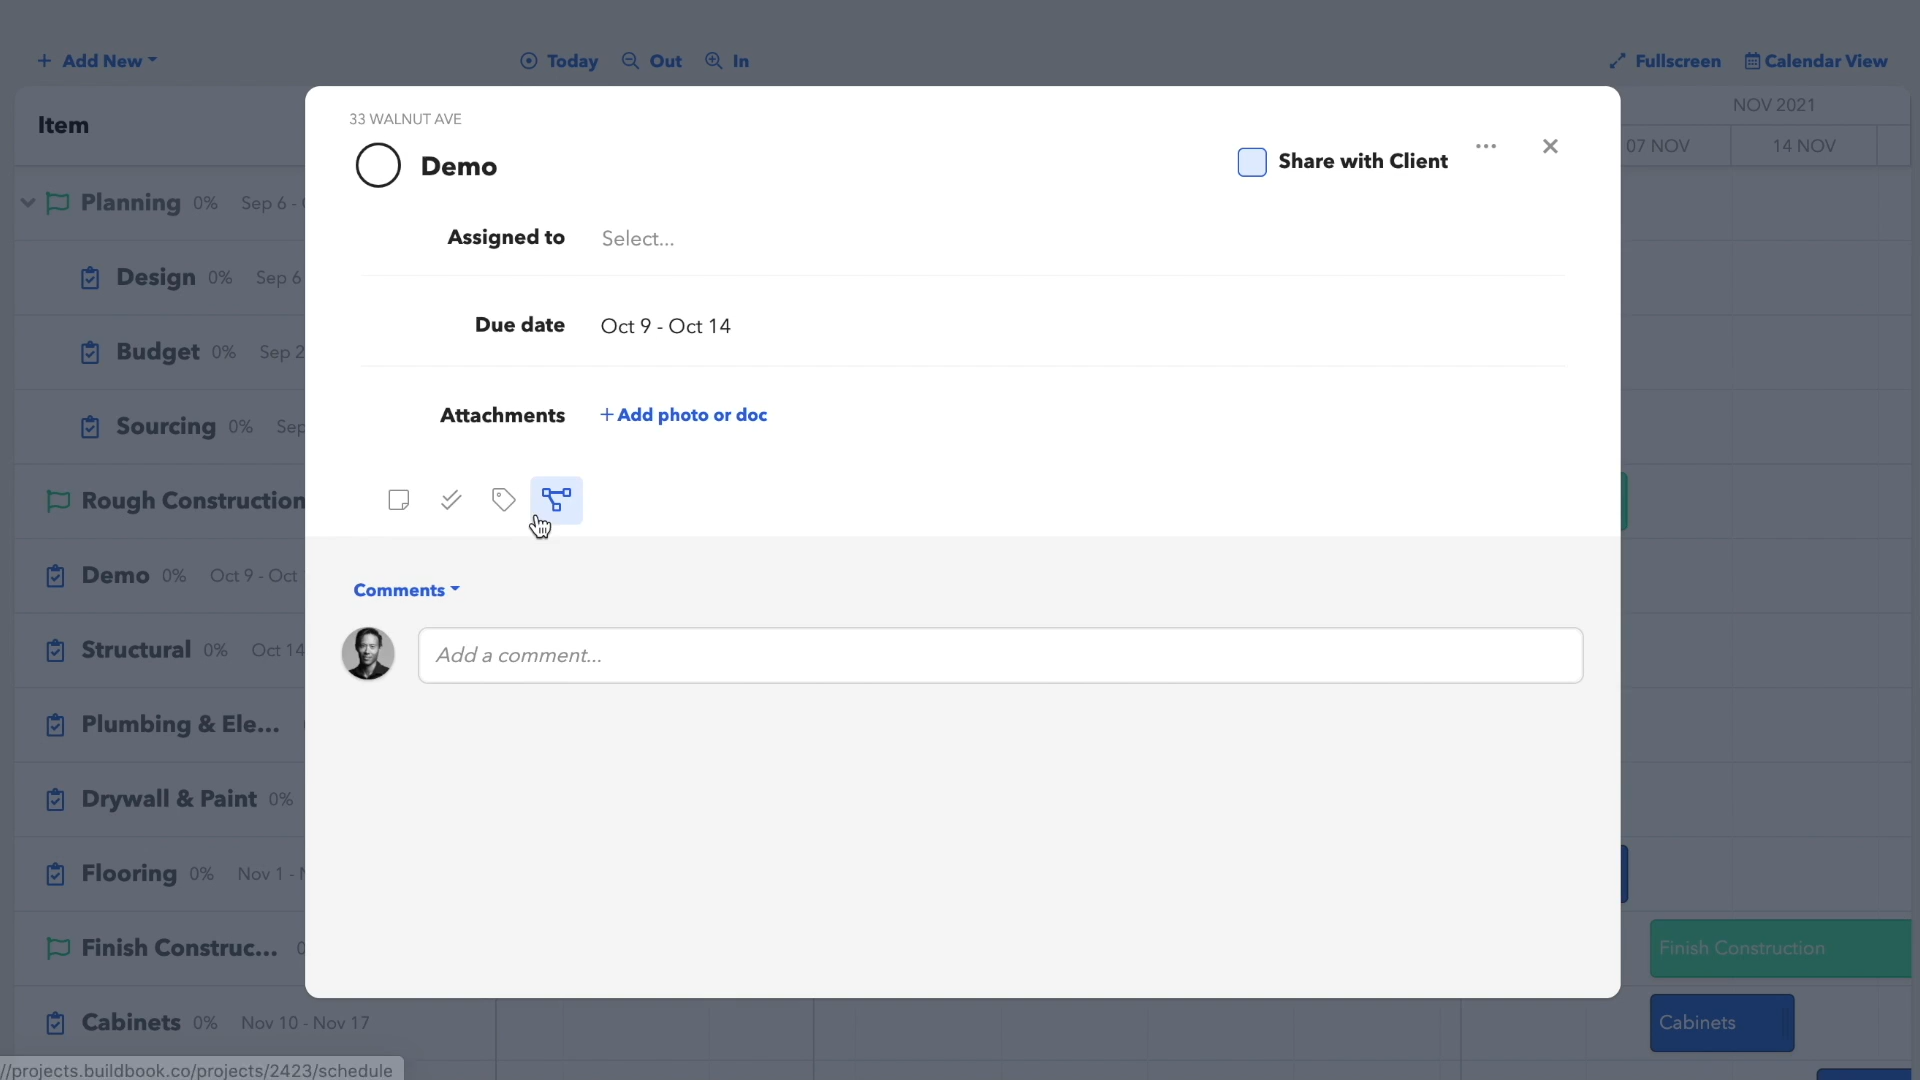 Add New
Today
Out
In
Fullscreen
Calendar View
Item
NOV 2021
07 NOV
14 NOV
33 WALNUT AVE
Demo
Share with Client
Assigned to
Select...
Due date
Oct 9 - Oct 14
Attachments
+ Add photo or doc
Comments
Add a comment...
Planning 0% Sep 6 -
Design 0% Sep 6
Budget 0% Sep 2
Sourcing 0% Sep
Rough Construction
Demo 0% Oct 9 - Oct
Structural 0% Oct 14
Plumbing & Ele...
Drywall & Paint 0%
Flooring 0% Nov 1 -
Finish Construc...
Finish Construction
Cabinets 0% Nov 10 - Nov 17
Cabinets
//projects.buildbook.co/projects/2423/schedule